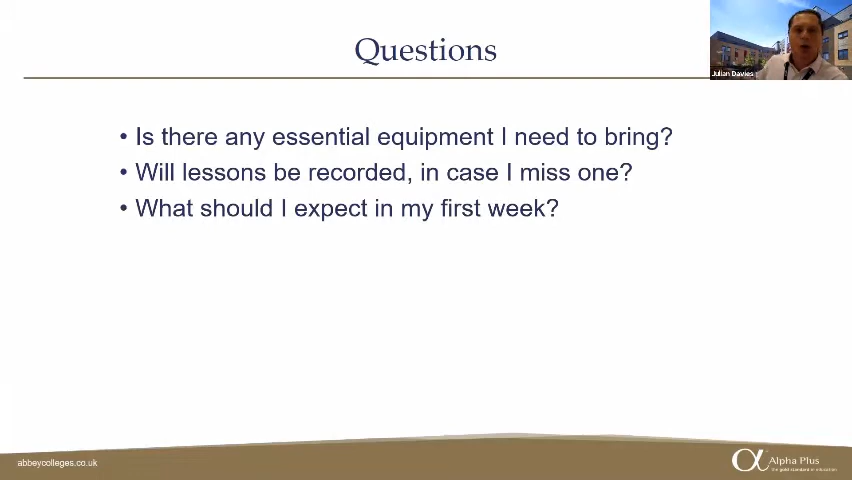 Questions
Julian Davies
• Is there any essential equipment I need to bring?
• Will lessons be recorded, in case I miss one?
• What should I expect in my first week?
abbeycolleges.co.uk
Alpha Plus
the gold standard in education